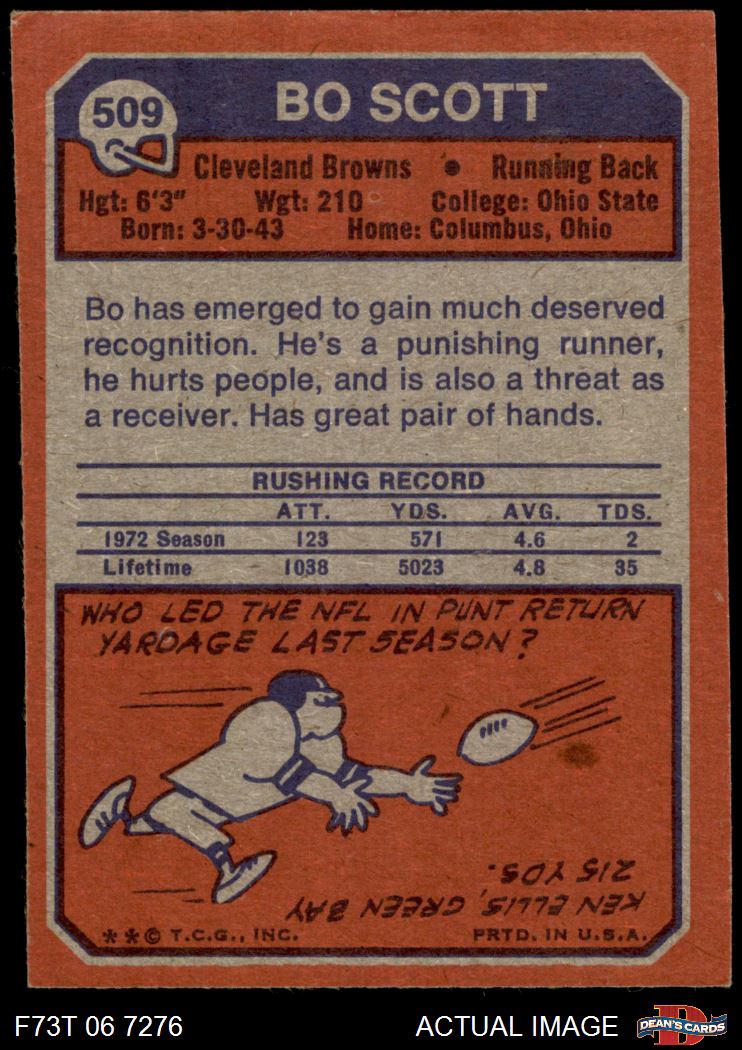 509
BO SCOTT
Cleveland Browns • Running Back
Hgt: 6'3" Wgt: 210 College: Ohio State
Born: 3-30-43 Home: Columbus, Ohio
Bo has emerged to gain much deserved
recognition. He's a punishing runner,
he hurts people, and is also a threat as
a receiver. Has great pair of hands.
RUSHING RECORD
ATT. YDS. AVG. TDS.
1972 Season 123 571 4.6 2
Lifetime 1038 5023 4.8 35
WHO LED THE NFL IN PUNT RETURN
YARDAGE LAST SEASON?
KEN ELLIS, GREEN BAY
215 YDS.
**© T.C.G., INC. PRTD. IN U.S.A.
F73T 06 7276 ACTUAL IMAGE
D
DEAN'S CARDS